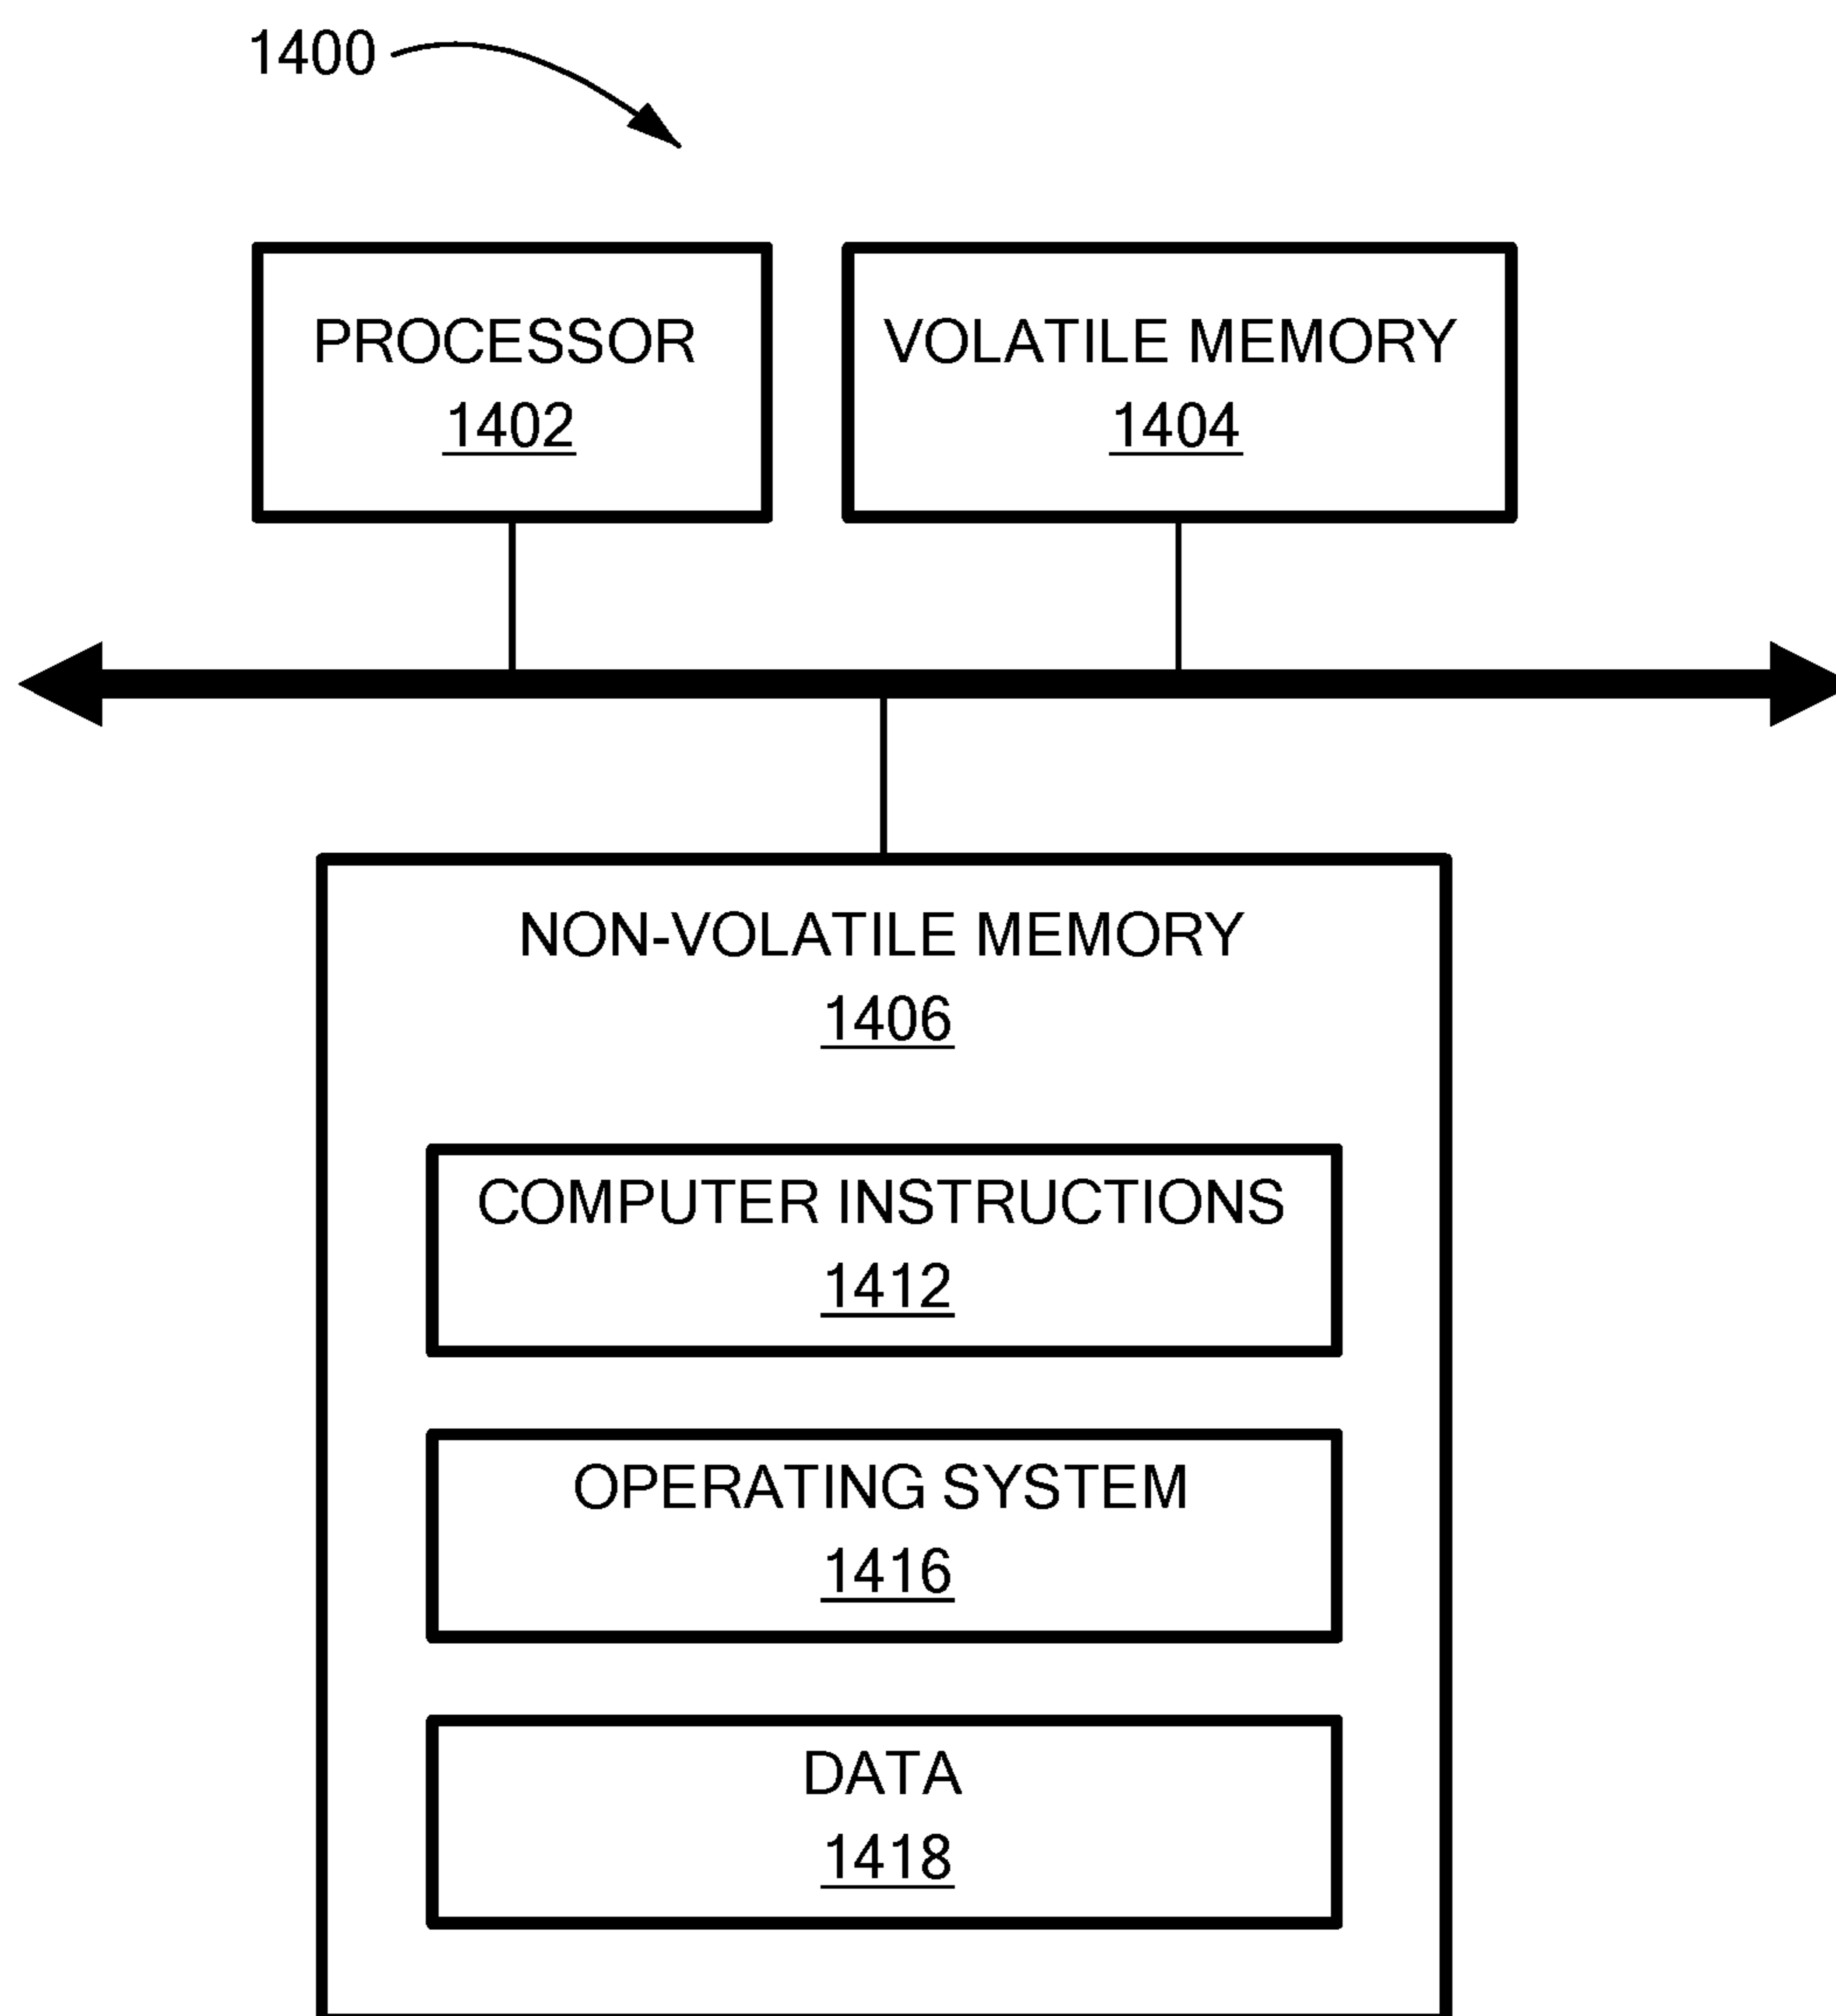 1400
PROCESSOR
1402
VOLATILE MEMORY
1404
NON-VOLATILE MEMORY
1406
COMPUTER INSTRUCTIONS
1412
OPERATING SYSTEM
1416
DATA
1418